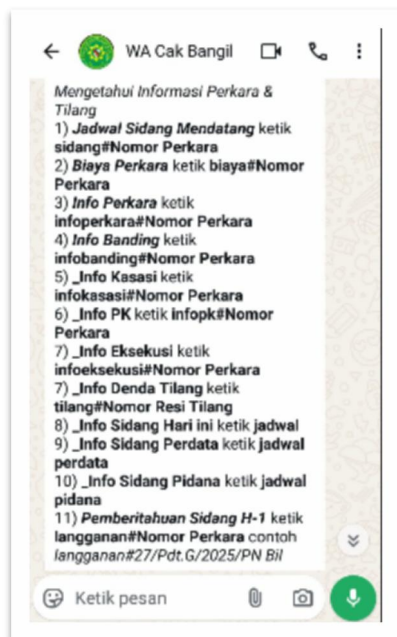 WA Cak Bangil
Mengetahui Informasi Perkara &
Tilang
1) Jadwal Sidang Mendatang ketik
sidang#Nomor Perkara
2) Biaya Perkara ketik biaya#Nomor
Perkara
3) Info Perkara ketik
infoperkara#Nomor Perkara
4) Info Banding ketik
infobanding#Nomor Perkara
5) _Info Kasasi ketik
infokasasi#Nomor Perkara
6) _Info PK ketik infopk#Nomor
Perkara
7) _Info Eksekusi ketik
infoeksekusi#Nomor Perkara
7) _Info Denda Tilang ketik
tilang#Nomor Resi Tilang
8) _Info Sidang Hari ini ketik jadwal
9) _Info Sidang Perdata ketik jadwal
perdata
10) _Info Sidang Pidana ketik jadwal
pidana
11) Pemberitahuan Sidang H-1 ketik
langganan#Nomor Perkara contoh
langganan#27/Pdt.G/2025/PN Bil
Ketik pesan